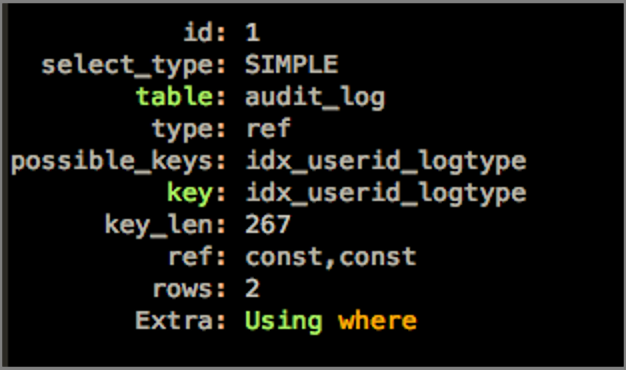 id: 1
select_type: SIMPLE
table: audit_log
type: ref
possible_keys: idx_userid_logtype
key: idx_userid_logtype
key_len: 267
ref: const,const
rows: 2
Extra: Using where